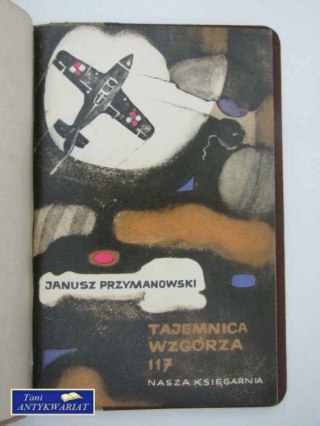 JANUSZ PRZYMANOWSKI
TAJEMNICA
WZGÓRZA
117
NASZA KSIĘGARNIA
Tani
ANTYKWARIAT